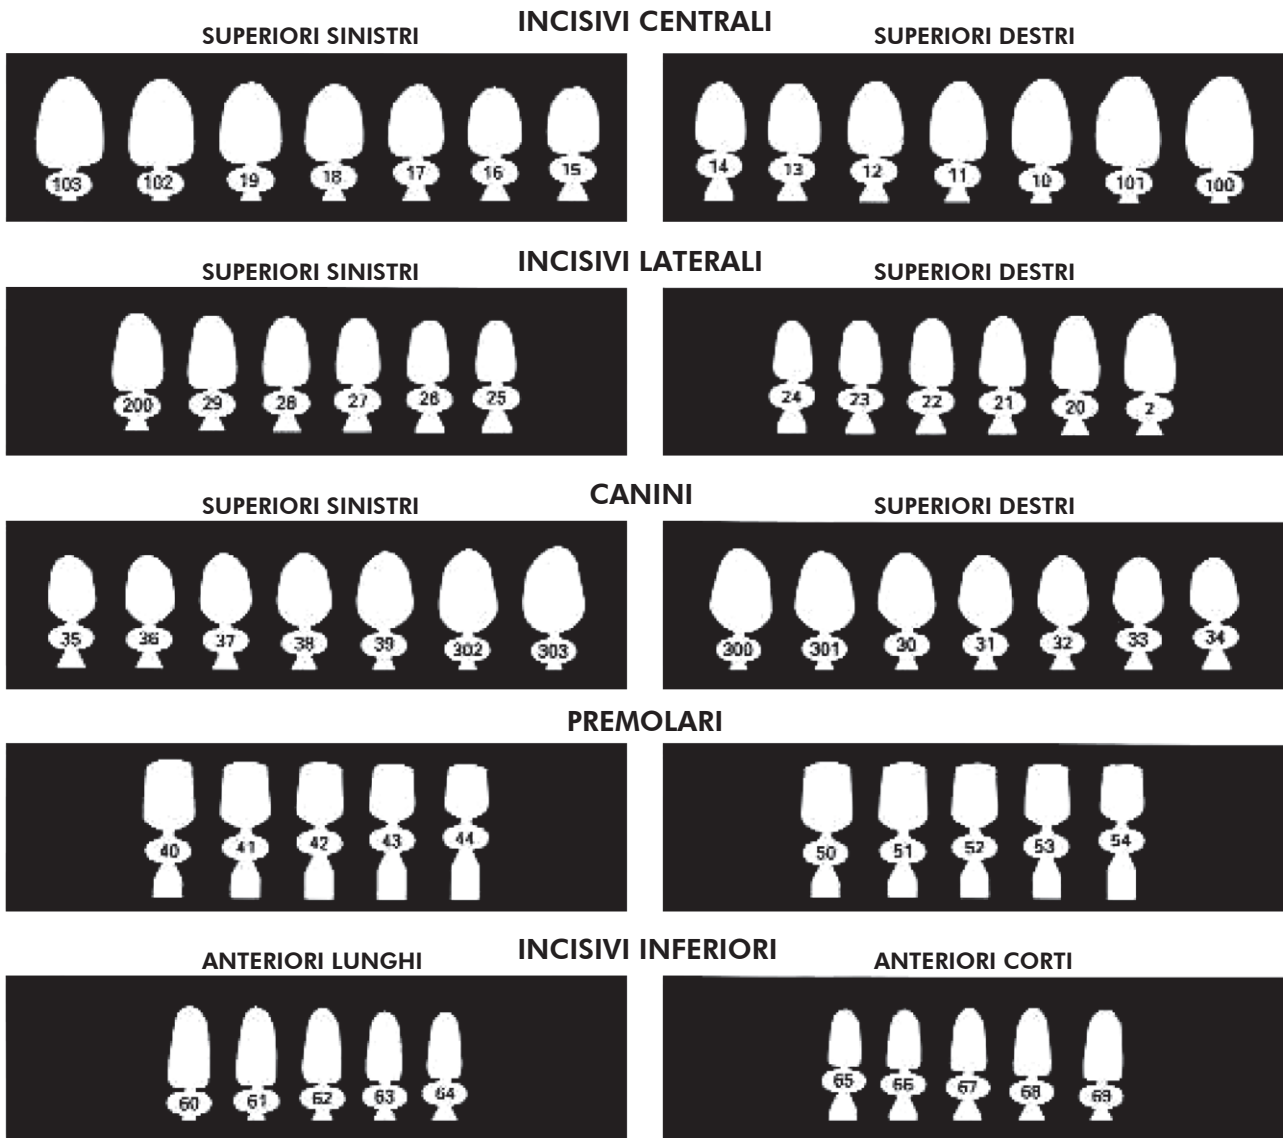 INCISIVI CENTRALI
SUPERIORI SINISTRI
SUPERIORI DESTRI
103 102 19 18 17 16 15
14 13 12 11 10 101 100
INCISIVI LATERALI
SUPERIORI SINISTRI
SUPERIORI DESTRI
200 29 28 27 26 25
24 23 22 21 20 2
CANINI
SUPERIORI SINISTRI
SUPERIORI DESTRI
35 36 37 38 39 302 303
300 301 30 31 32 33 34
PREMOLARI
40 41 42 43 44
50 51 52 53 54
INCISIVI INFERIORI
ANTERIORI LUNGHI
ANTERIORI CORTI
60 61 62 63 64
65 66 67 68 69